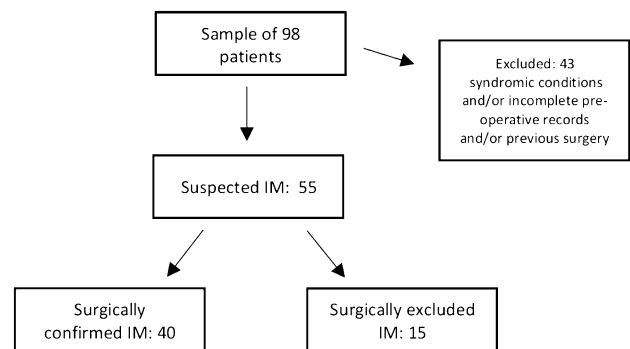 Sample of 98
patients
Excluded: 43
syndromic conditions
and/or incomplete pre-
operative records
and/or previous surgery
Suspected IM: 55
Surgically
confirmed IM: 40
Surgically excluded
IM: 15